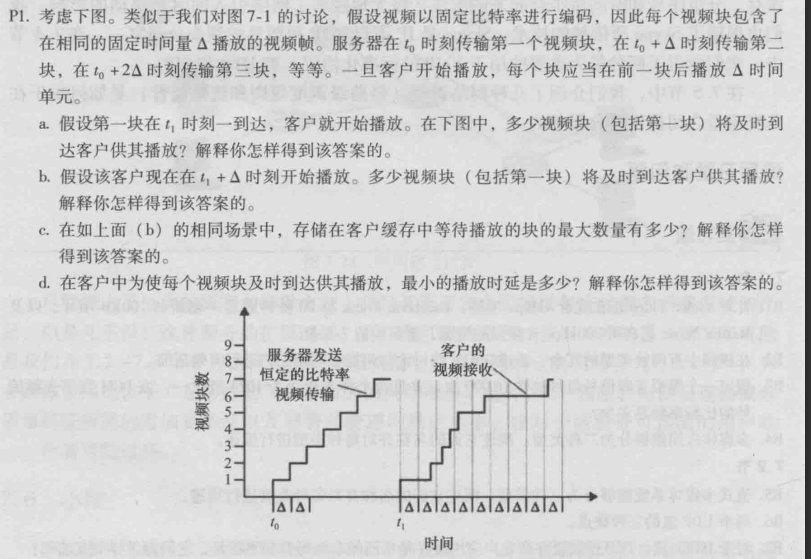 P1. 考虑下图。类似于我们对图7-1 的讨论，假设视频以固定比特率进行编码，因此每个视频块包含了
在相同的固定时间量 Δ 播放的视频帧。服务器在 t₀ 时刻传输第一个视频块，在 t₀ + Δ 时刻传输第二
块，在 t₀ +2Δ 时刻传输第三块，等等。一旦客户开始播放，每个块应当在前一块后播放 Δ 时间
单元。
a. 假设第一块在 t₁ 时刻一到达，客户就开始播放。在下图中，多少视频块（包括第一块）将及时到
达客户供其播放？解释你怎样得到该答案的。
b. 假设该客户现在在 t₁ + Δ 时刻开始播放。多少视频块（包括第一块）将及时到达客户供其播放？
解释你怎样得到该答案的。
c. 在如上面（b）的相同场景中，存储在客户缓存中等待播放的块的最大数量有多少？解释你怎样
得到该答案的。
d. 在客户中为使每个视频块及时到达供其播放，最小的播放时延是多少？解释你怎样得到该答案的。
视频块数
9
8
7
6
5
4
3
2
1
服务器发送
恒定的比特率
视频传输
客户的
视频接收
Δ Δ
Δ Δ Δ Δ Δ Δ Δ Δ Δ
t₀
t₁
时间